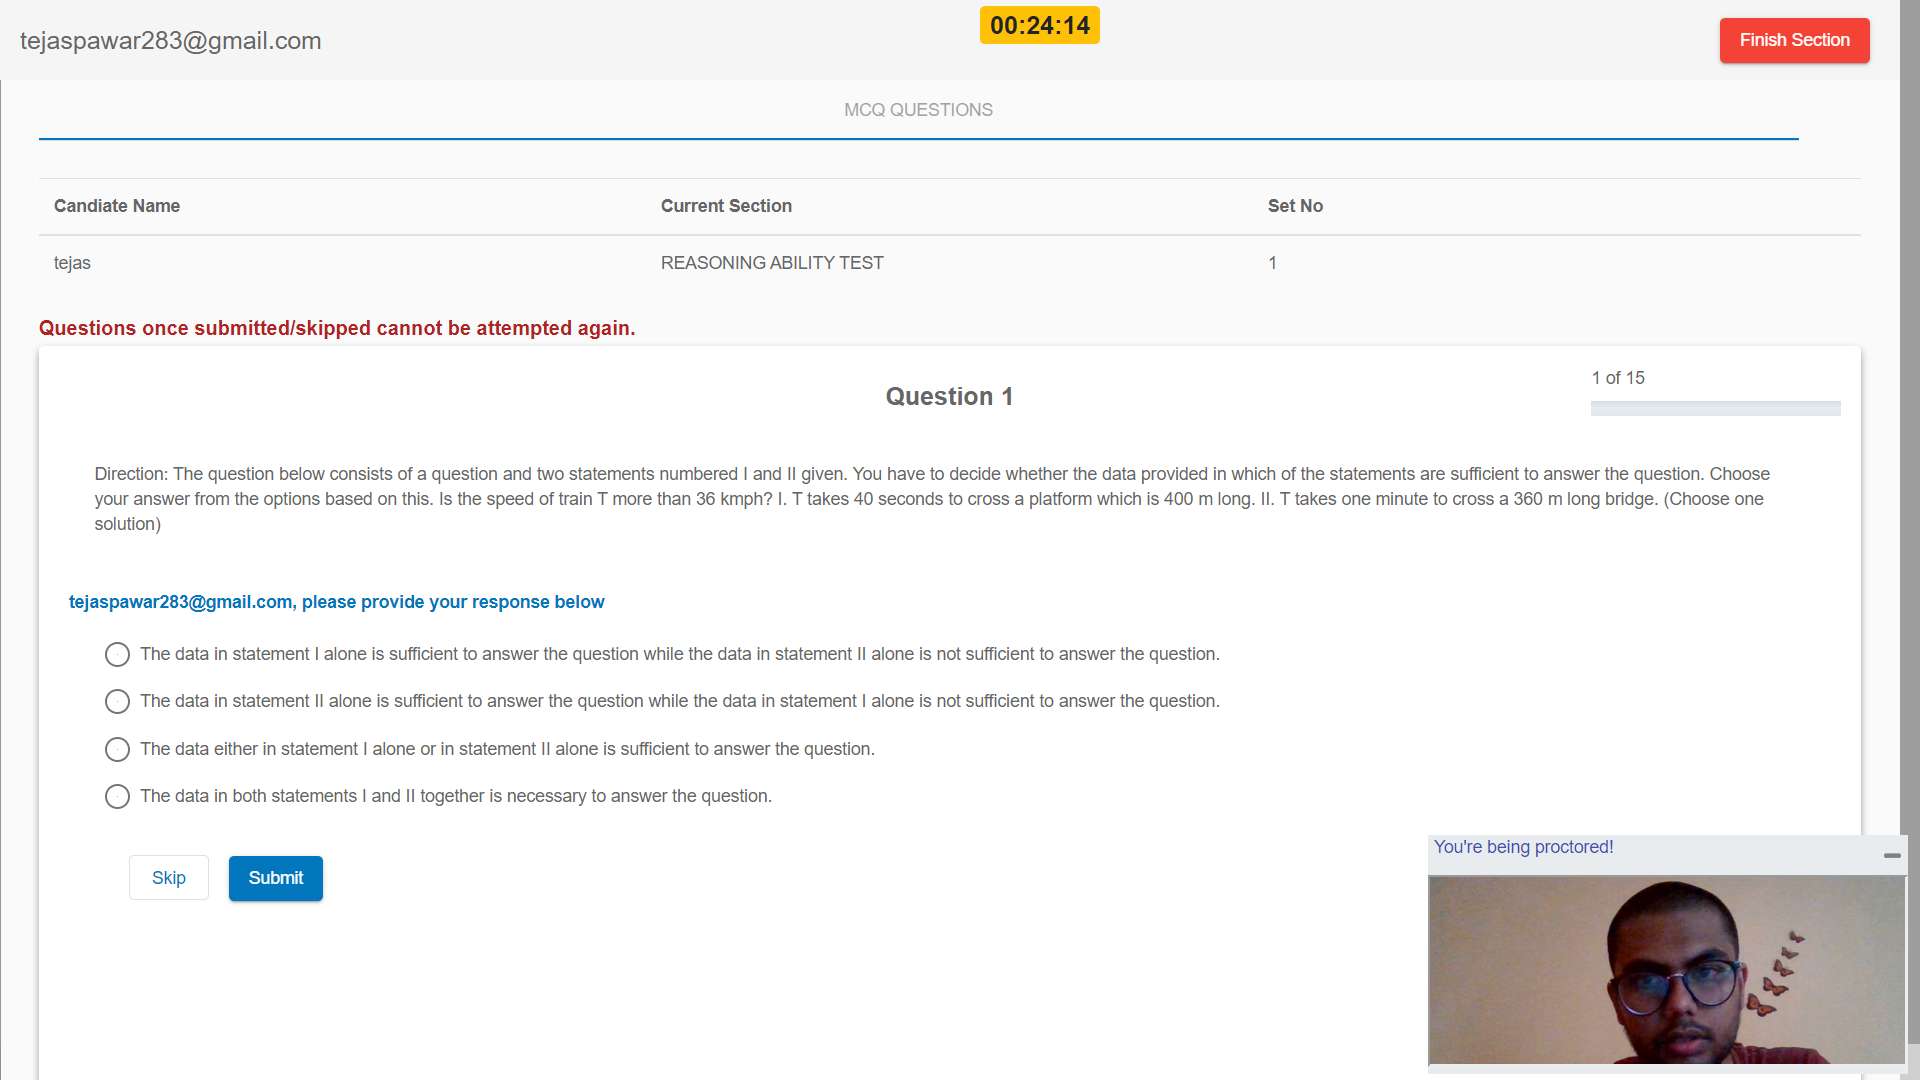 tejaspawar283@gmail.com
00:24:14
Finish Section
MCQ QUESTIONS
Candiate Name Current Section Set No
tejas REASONING ABILITY TEST 1
Questions once submitted/skipped cannot be attempted again.
1 of 15
Question 1
Direction: The question below consists of a question and two statements numbered I and II given. You have to decide whether the data provided in which of the statements are sufficient to answer the question. Choose
your answer from the options based on this. Is the speed of train T more than 36 kmph? I. T takes 40 seconds to cross a platform which is 400 m long. II. T takes one minute to cross a 360 m long bridge. (Choose one
solution)
tejaspawar283@gmail.com, please provide your response below
The data in statement I alone is sufficient to answer the question while the data in statement II alone is not sufficient to answer the question.
The data in statement II alone is sufficient to answer the question while the data in statement I alone is not sufficient to answer the question.
The data either in statement I alone or in statement II alone is sufficient to answer the question.
The data in both statements I and II together is necessary to answer the question.
Skip Submit
You're being proctored!